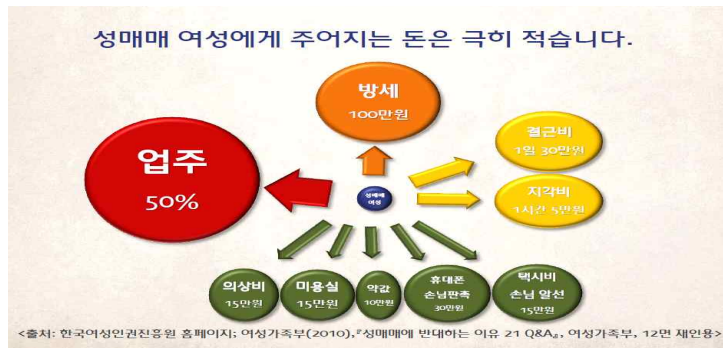 성매매 여성에게 주어지는 돈은 극히 적습니다.
방세
100만원
업주
50%
결근비
1일 30만원
성매매
여성
지각비
1시간 5만원
의상비
15만원
미용실
15만원
약값
10만원
휴대폰
손님판촉
30만원
택시비
손님 알선
15만원
<출처: 한국여성인권진흥원 홈페이지; 여성가족부(2010),『성매매에 반대하는 이유 21 Q&A』, 여성가족부, 12면 재인용>